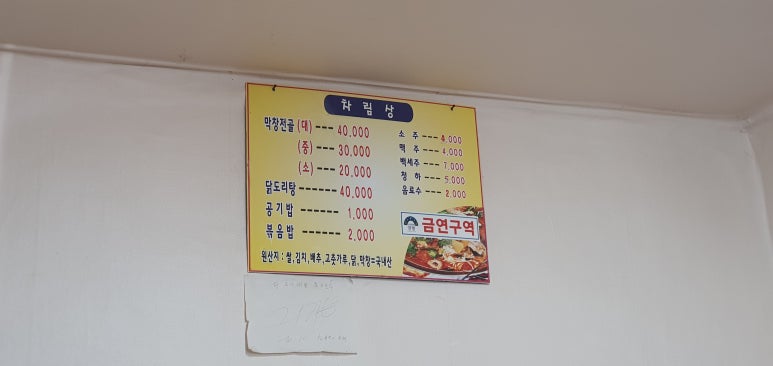 차림상
막창전골 (대) --- 40,000
(중) --- 30,000
(소) --- 20,000
닭도리탕 ------- 40,000
공기밥 ------- 1,000
볶음밥 ------- 2,000
소주 --- 4,000
맥주 --- 4,000
백세주 --- 7,000
청하 --- 5,000
음료수 --- 2,000
금연구역
원산지 : 쌀,김치,배추,고춧가루,닭,막창=국내산